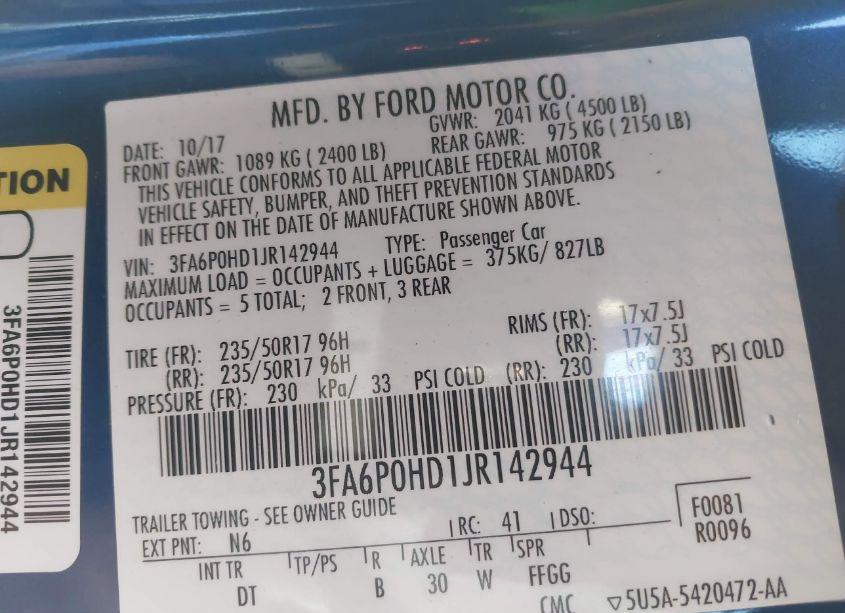 MFD. BY FORD MOTOR CO.
DATE: 10/17 GVWR: 2041 KG ( 4500 LB)
FRONT GAWR: 1089 KG ( 2400 LB) REAR GAWR: 975 KG ( 2150 LB)
THIS VEHICLE CONFORMS TO ALL APPLICABLE FEDERAL MOTOR
VEHICLE SAFETY, BUMPER, AND THEFT PREVENTION STANDARDS
IN EFFECT ON THE DATE OF MANUFACTURE SHOWN ABOVE.
VIN: 3FA6P0HD1JR142944 TYPE: Passenger Car
MAXIMUM LOAD = OCCUPANTS + LUGGAGE = 375KG/ 827LB
OCCUPANTS = 5 TOTAL; 2 FRONT, 3 REAR
TIRE (FR): 235/50R17 96H RIMS (FR): 17x7.5J
(RR): 235/50R17 96H (RR): 17x7.5J
PRESSURE (FR): 230 kPa/ 33 PSI COLD (RR): 230 kPa/ 33 PSI COLD
3FA6P0HD1JR142944
TRAILER TOWING - SEE OWNER GUIDE
EXT PNT: N6 RC: 41 DSO: F0081
R0096
INT TR TP/PS R AXLE TR SPR
DT B 30 W FFGG
CMC ▽5U5A-5420472-AA
TION
3FA6P0HD1JR142944